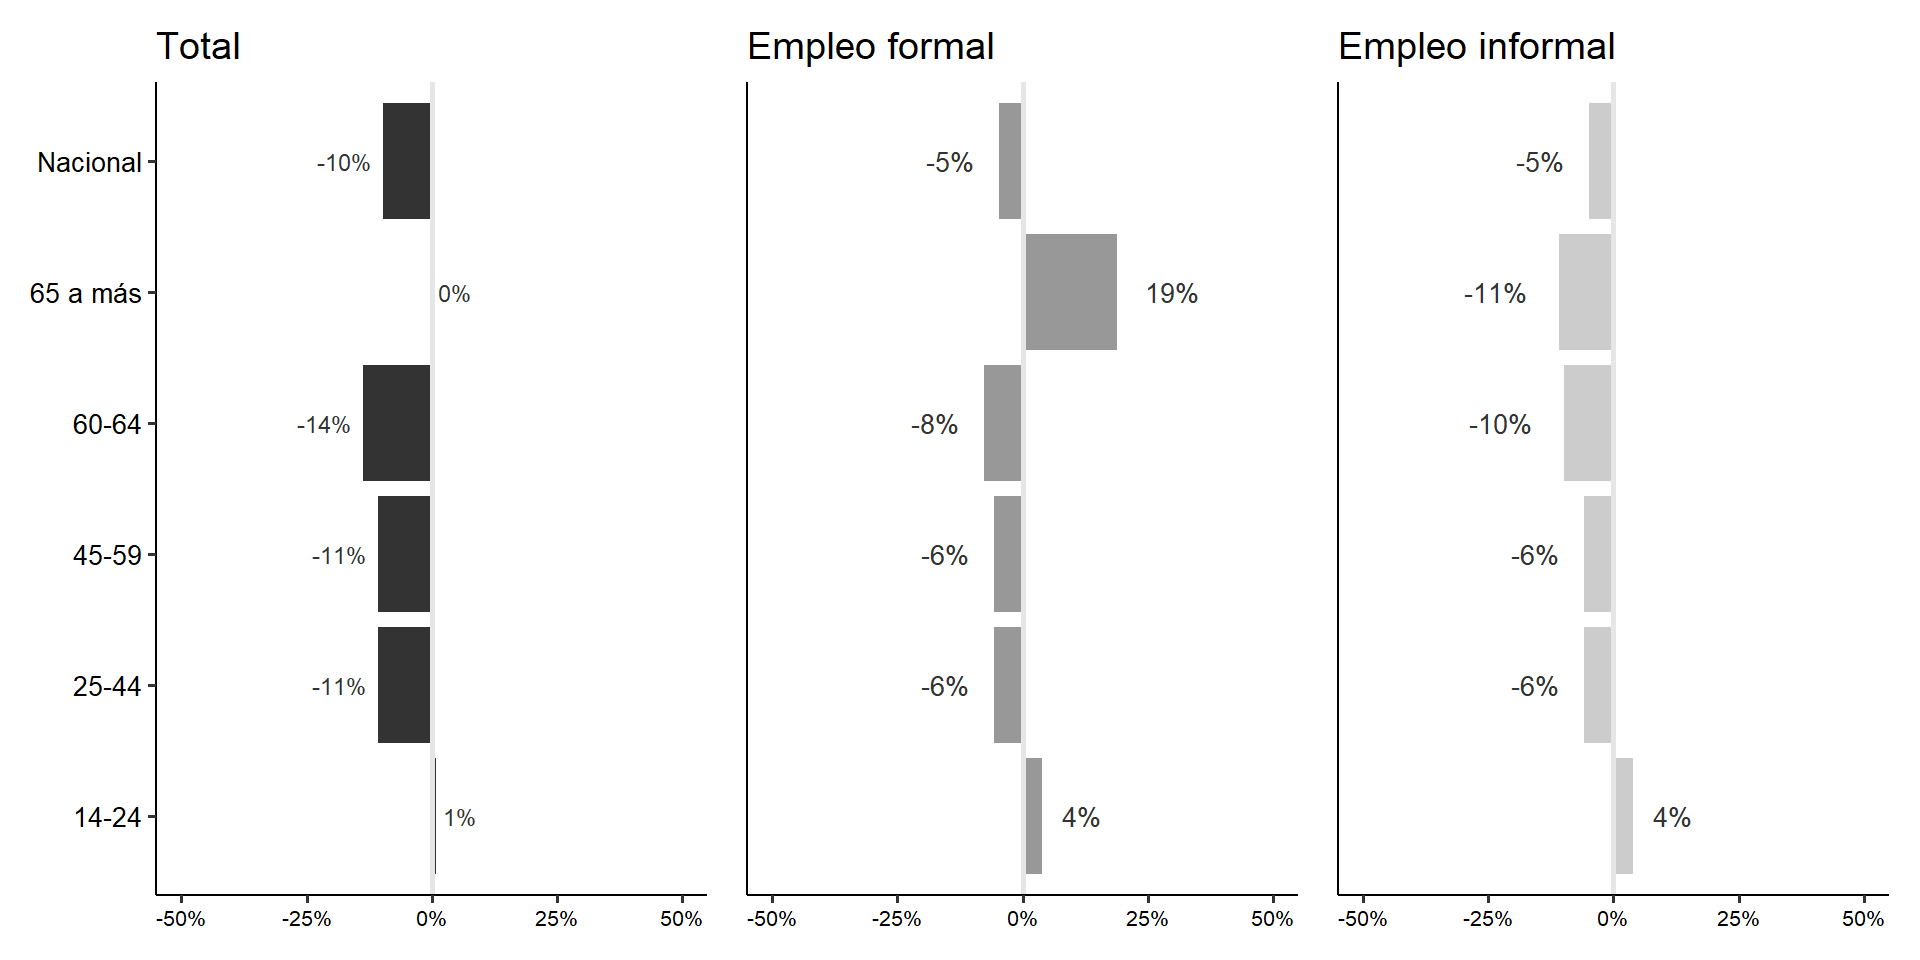 Total
Empleo formal
Empleo informal
Nacional
-10%
-5%
-5%
65 a más
0%
19%
-11%
60-64
-14%
-8%
-10%
45-59
-11%
-6%
-6%
25-44
-11%
-6%
-6%
14-24
1%
4%
4%
-50% -25% 0% 25% 50%
-50% -25% 0% 25% 50%
-50% -25% 0% 25% 50%